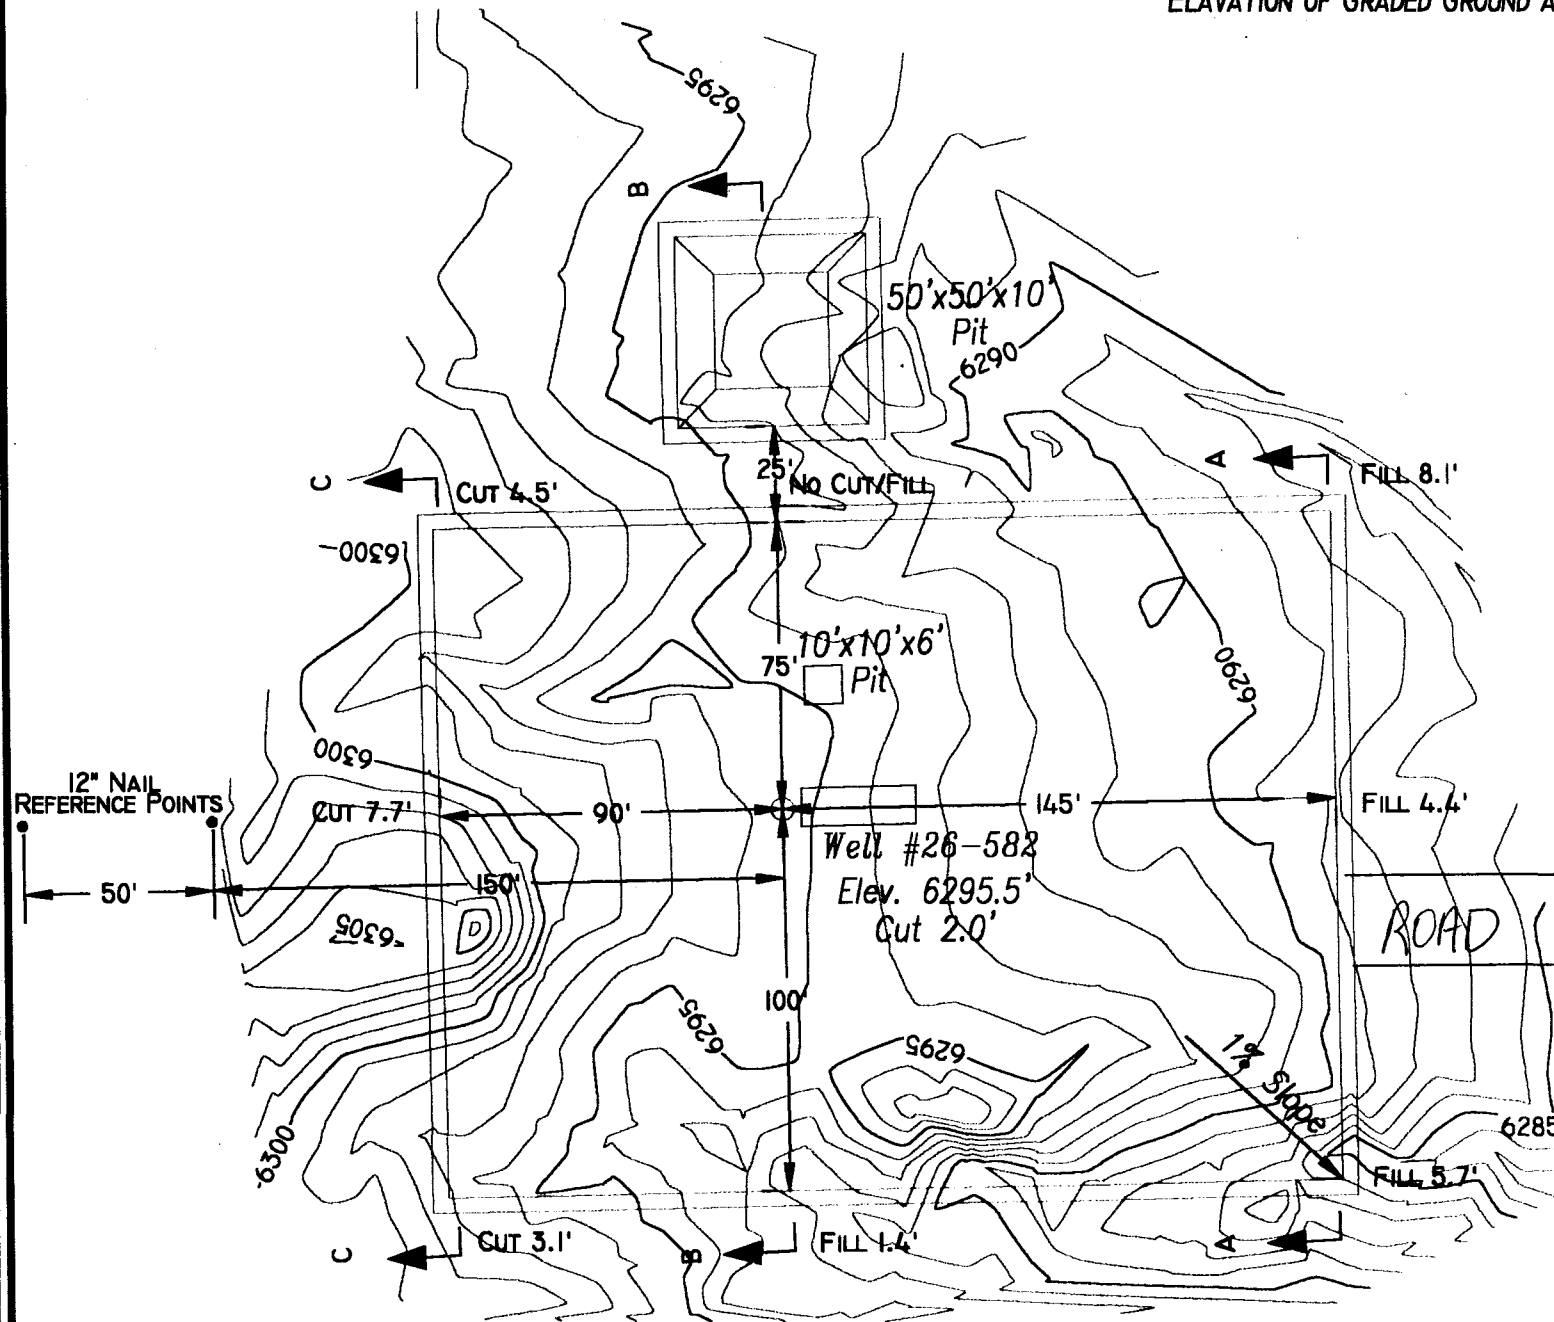 ELAVATION OF GRADED GROUND A
6295
B
50'x50'x10'
Pit
6290
A
C
CUT 4.5'
25'
No CUT/FILL
FILL 8.1'
6300
10'x10'x6'
Pit
75'
6290
6300
12" NAIL
REFERENCE POINTS
CUT 7.7'
90'
145'
FILL 4.4'
Well #26-582
Elev. 6295.5'
Cut 2.0'
50'
150'
6305
ROAD
100'
6295
6295
1% Slope
6300
6285
FILL 5.7'
C
CUT 3.1'
B
FILL 1.4'
A